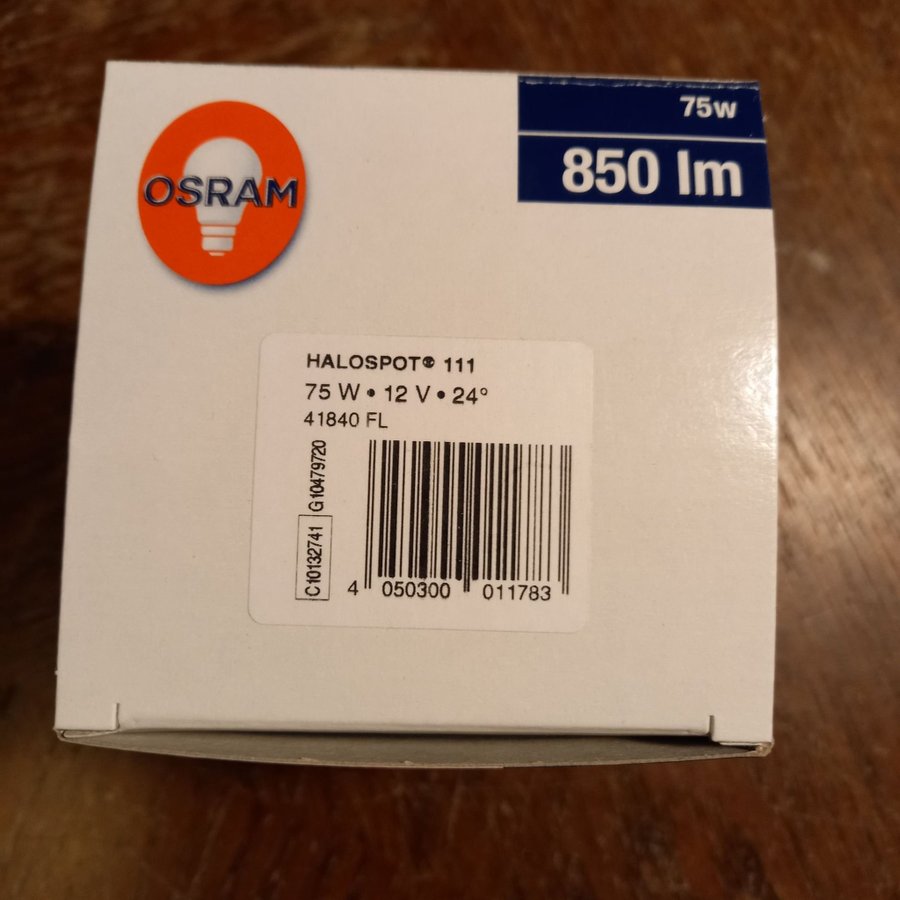 OSRAM
75w
850 lm
HALOSPOT® 111
75 W • 12 V • 24°
41840 FL
G10479720
C10132741
4 050300 011783